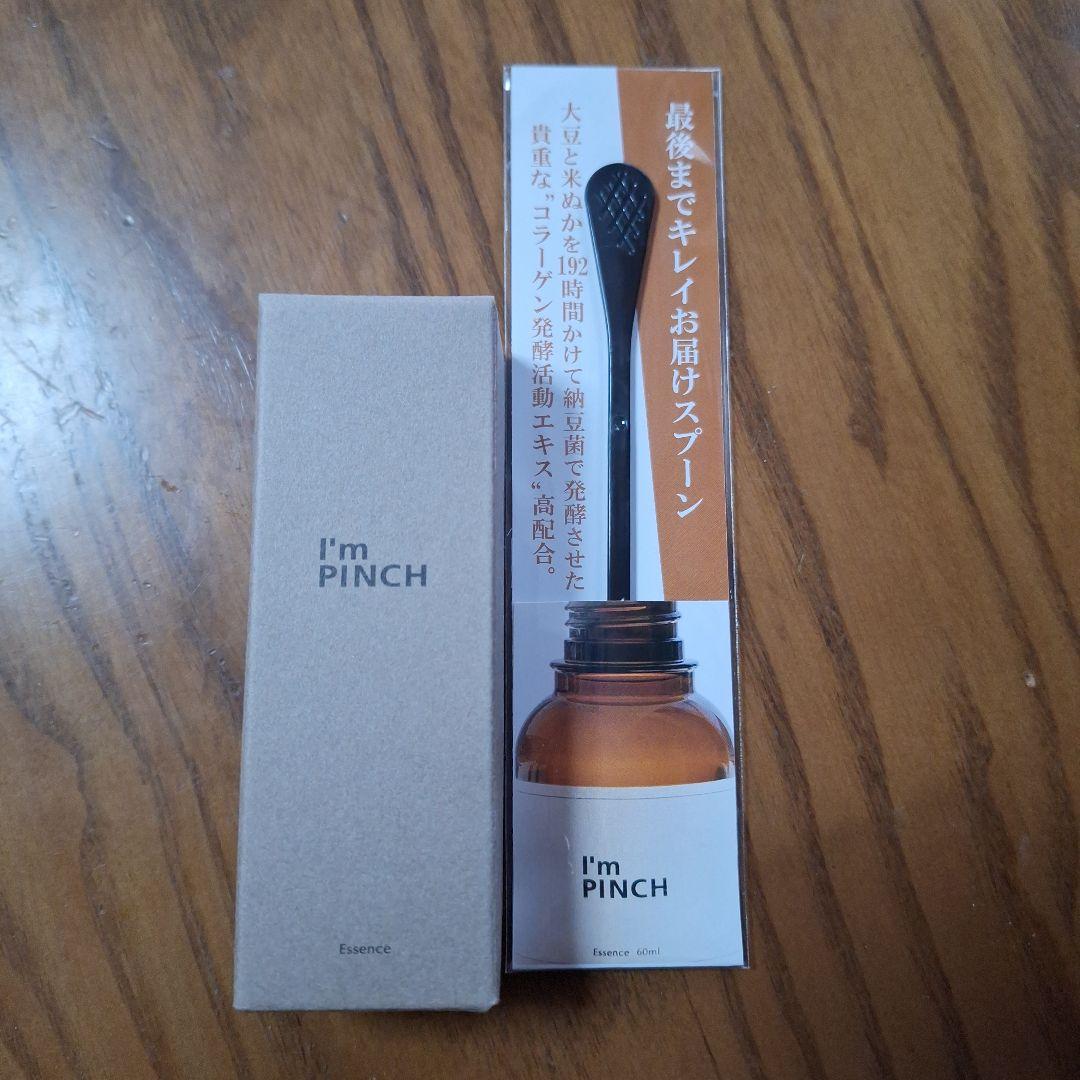 I'm
PINCH
Essence
最後までキレイお届けスプーン
大豆と米ぬかを192時間かけて納豆菌で発酵させた
貴重な”コラーゲン発酵活動エキス“高配合。
I'm
PINCH
Essence 60ml